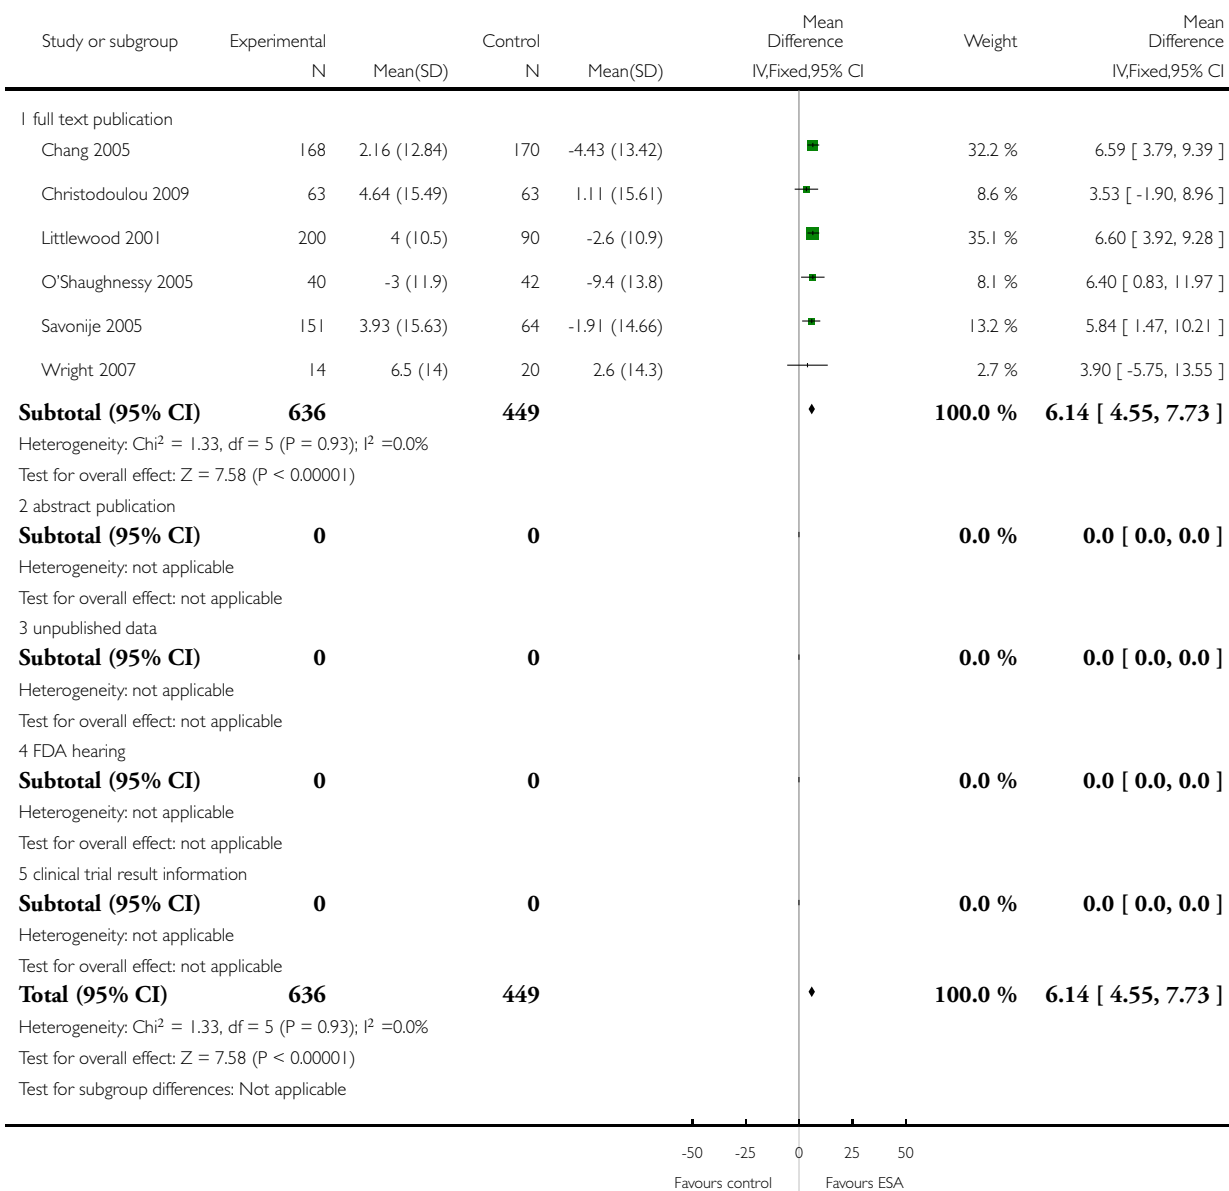 Study or subgroup Experimental Control Mean Difference Weight Mean Difference
N Mean(SD) N Mean(SD) IV,Fixed,95% CI IV,Fixed,95% CI
1 full text publication
Chang 2005 168 2.16 (12.84) 170 -4.43 (13.42) 32.2 % 6.59 [ 3.79, 9.39 ]
Christodoulou 2009 63 4.64 (15.49) 63 1.11 (15.61) 8.6 % 3.53 [ -1.90, 8.96 ]
Littlewood 2001 200 4 (10.5) 90 -2.6 (10.9) 35.1 % 6.60 [ 3.92, 9.28 ]
O'Shaughnessy 2005 40 -3 (11.9) 42 -9.4 (13.8) 8.1 % 6.40 [ 0.83, 11.97 ]
Savonije 2005 151 3.93 (15.63) 64 -1.91 (14.66) 13.2 % 5.84 [ 1.47, 10.21 ]
Wright 2007 14 6.5 (14) 20 2.6 (14.3) 2.7 % 3.90 [ -5.75, 13.55 ]
Subtotal (95% CI) 636 449 100.0 % 6.14 [ 4.55, 7.73 ]
Heterogeneity: Chi² = 1.33, df = 5 (P = 0.93); I² =0.0%
Test for overall effect: Z = 7.58 (P < 0.00001)
2 abstract publication
Subtotal (95% CI) 0 0 0.0 % 0.0 [ 0.0, 0.0 ]
Heterogeneity: not applicable
Test for overall effect: not applicable
3 unpublished data
Subtotal (95% CI) 0 0 0.0 % 0.0 [ 0.0, 0.0 ]
Heterogeneity: not applicable
Test for overall effect: not applicable
4 FDA hearing
Subtotal (95% CI) 0 0 0.0 % 0.0 [ 0.0, 0.0 ]
Heterogeneity: not applicable
Test for overall effect: not applicable
5 clinical trial result information
Subtotal (95% CI) 0 0 0.0 % 0.0 [ 0.0, 0.0 ]
Heterogeneity: not applicable
Test for overall effect: not applicable
Total (95% CI) 636 449 100.0 % 6.14 [ 4.55, 7.73 ]
Heterogeneity: Chi² = 1.33, df = 5 (P = 0.93); I² =0.0%
Test for overall effect: Z = 7.58 (P < 0.00001)
Test for subgroup differences: Not applicable
-50 -25 0 25 50
Favours control Favours ESA